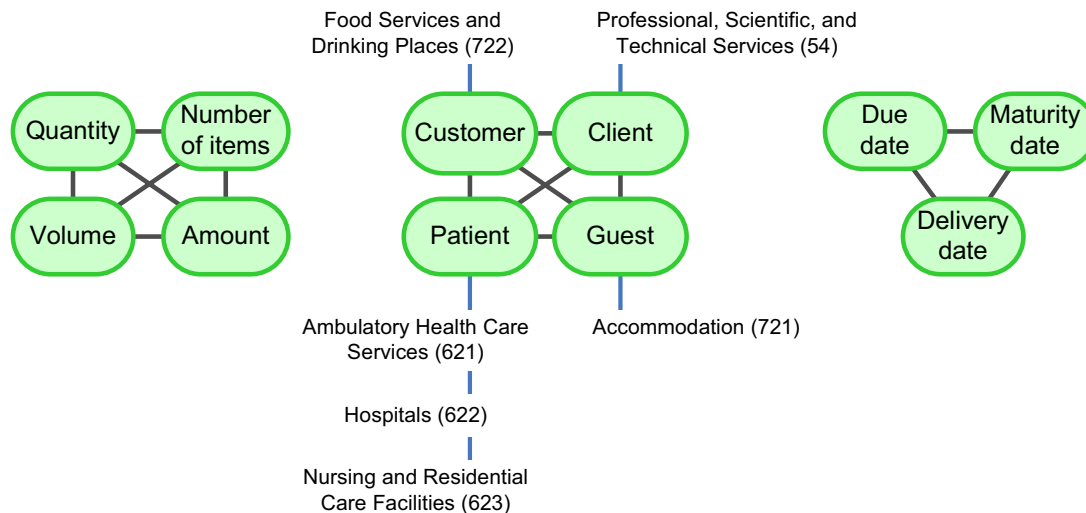 Food Services and
Drinking Places (722)
Professional, Scientific, and
Technical Services (54)
Quantity
Number
of items
Volume
Amount
Customer
Client
Patient
Guest
Due
date
Maturity
date
Delivery
date
Ambulatory Health Care
Services (621)
Accommodation (721)
Hospitals (622)
Nursing and Residential
Care Facilities (623)